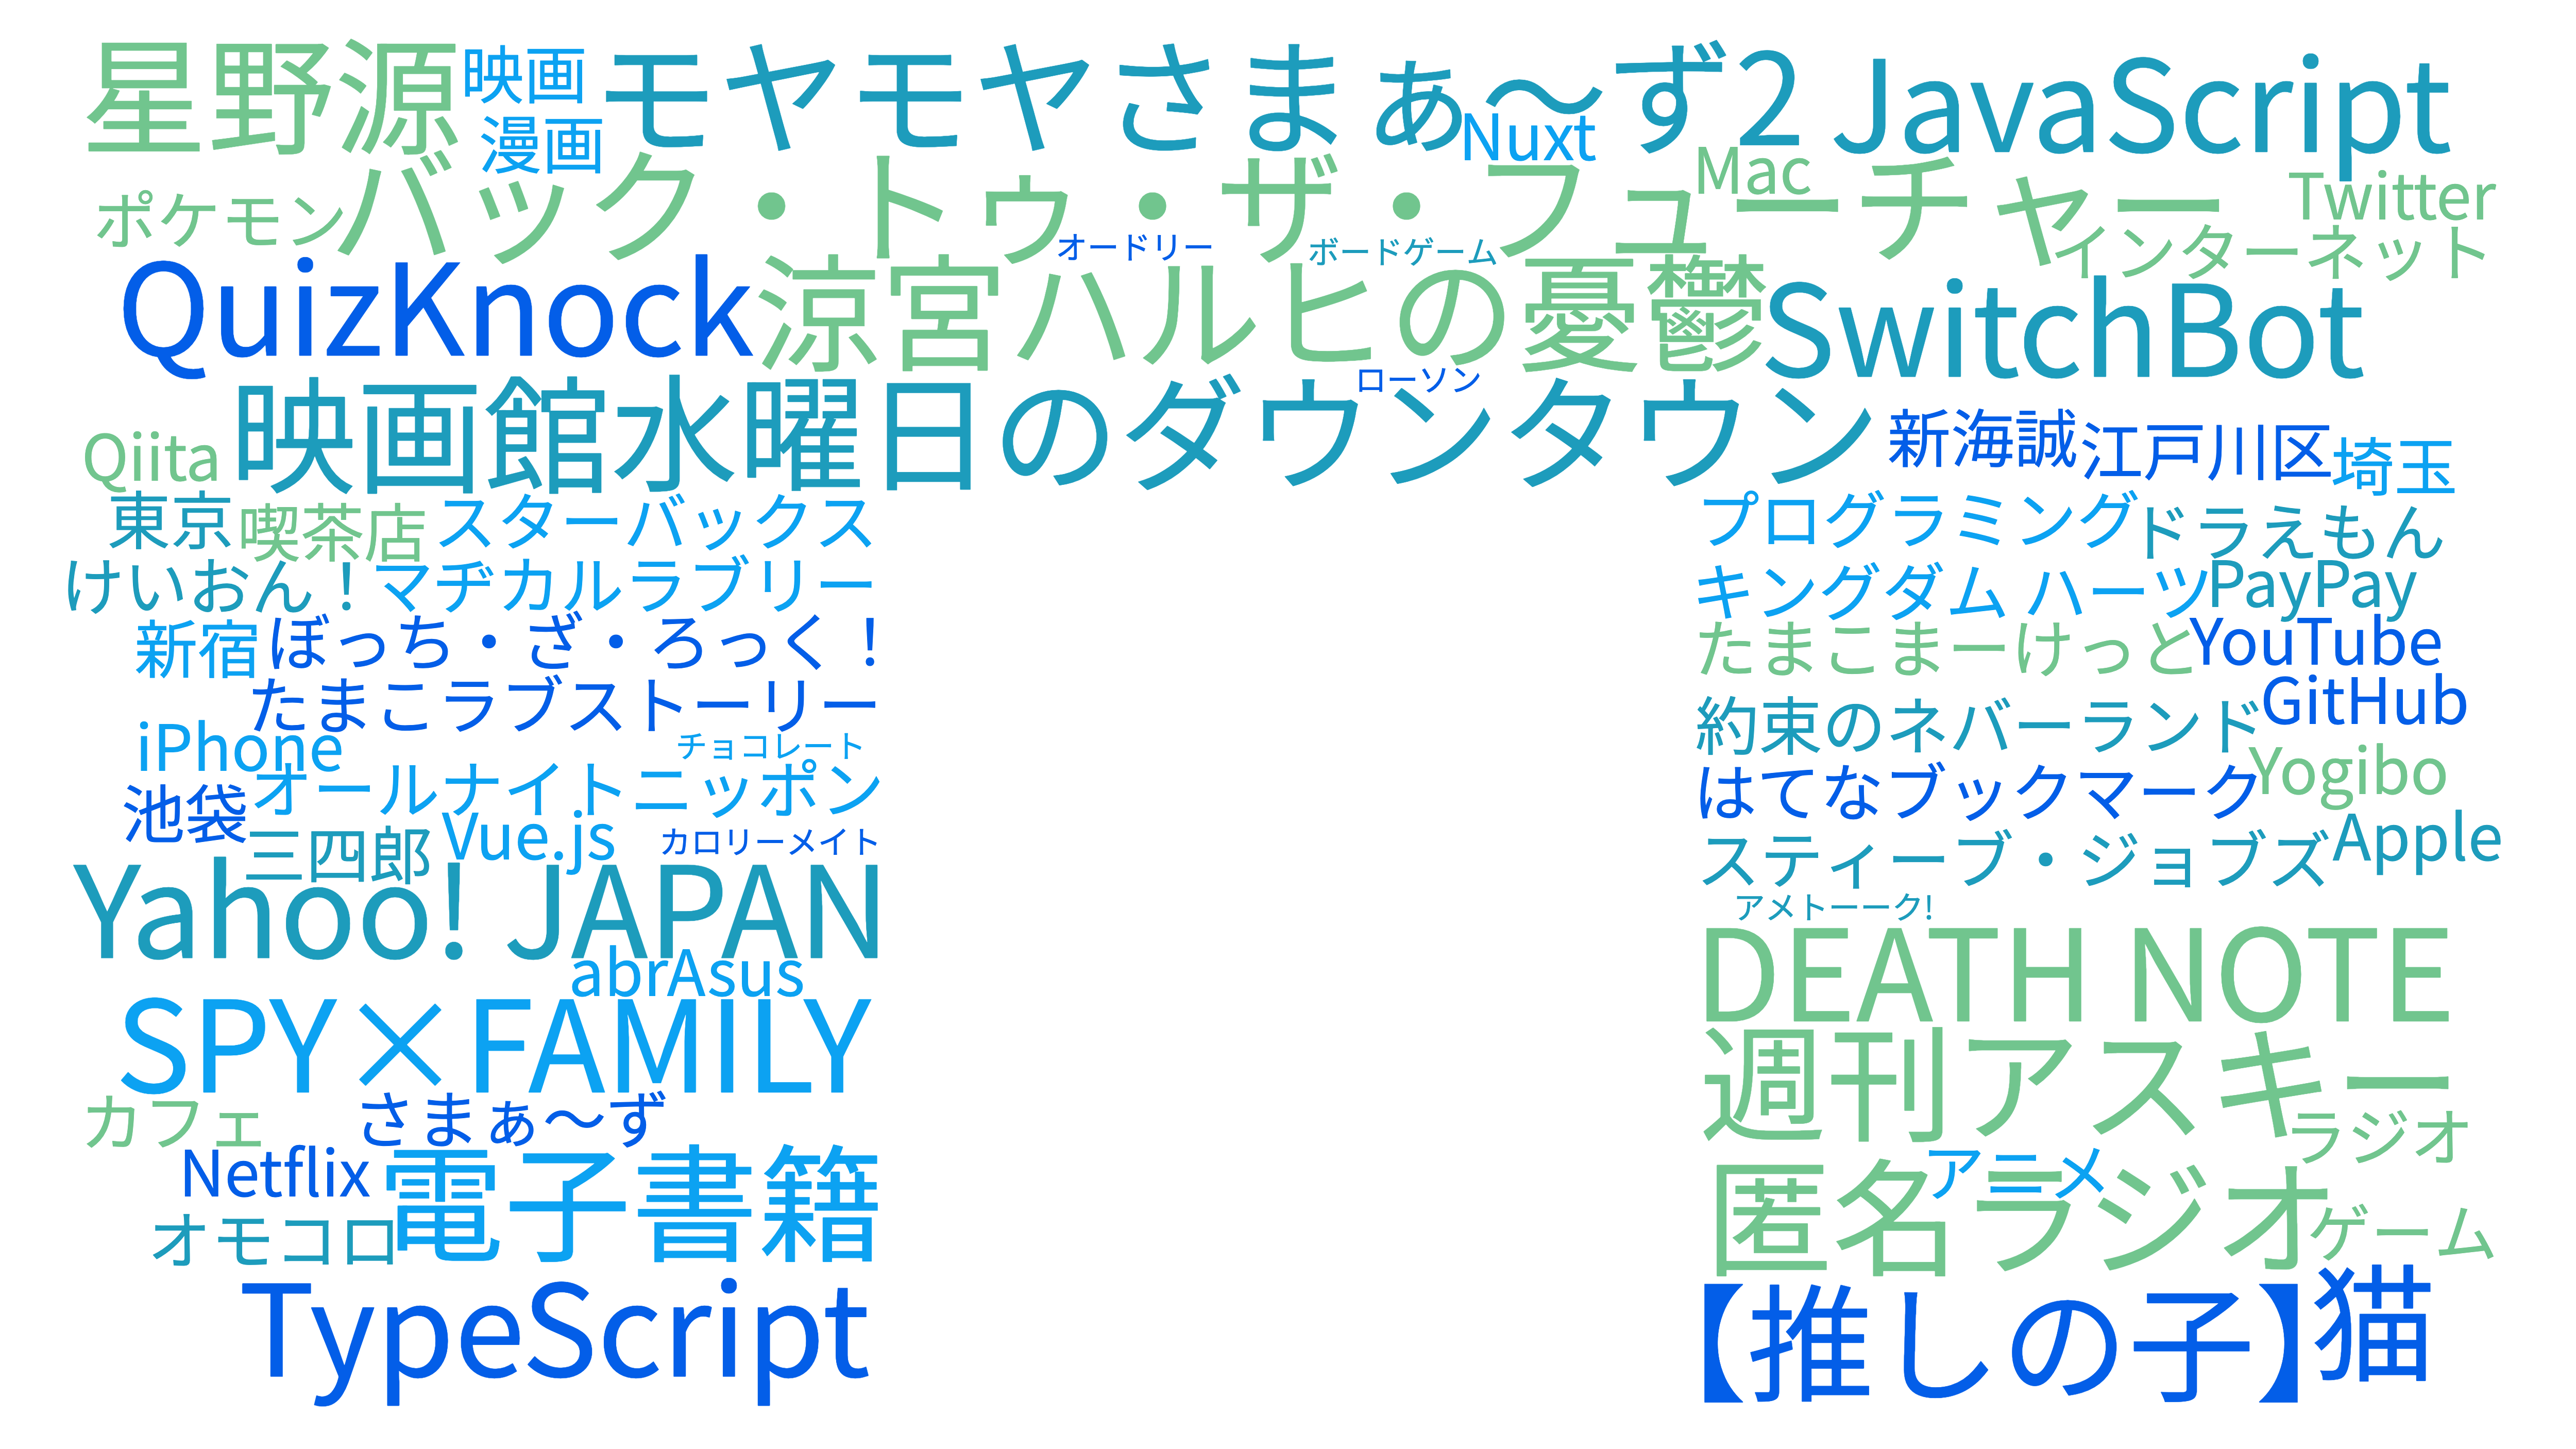 星野源 映画 モヤモヤさまぁ〜ず2 JavaScript
漫画 Nuxt
ポケモン バック・トゥ・ザ・フューチャー Mac Twitter
オードリー ボードゲーム インターネット
QuizKnock 涼宮ハルヒの憂鬱 SwitchBot
ローソン
Qiita 映画館 水曜日のダウンタウン 新海誠 江戸川区 埼玉
東京 喫茶店 スターバックス
けいおん！ マヂカルラブリー
新宿 ぼっち・ざ・ろっく！
たまこラブストーリー
iPhone チョコレート
オールナイトニッポン
池袋 三四郎 Vue.js カロリーメイト
Yahoo! JAPAN
abrAsus
SPY×FAMILY
カフェ さまぁ〜ず
Netflix 電子書籍
オモコロ
TypeScript
プログラミング ドラえもん
キングダム ハーツ PayPay
たまこまーけっと YouTube
約束のネバーランド GitHub
はてなブックマーク Yogibo
スティーブ・ジョブズ Apple
アメトーーク!
DEATH NOTE
週刊アスキー
ラジオ
アニメ
匿名ラジオ ゲーム
【推しの子】 猫